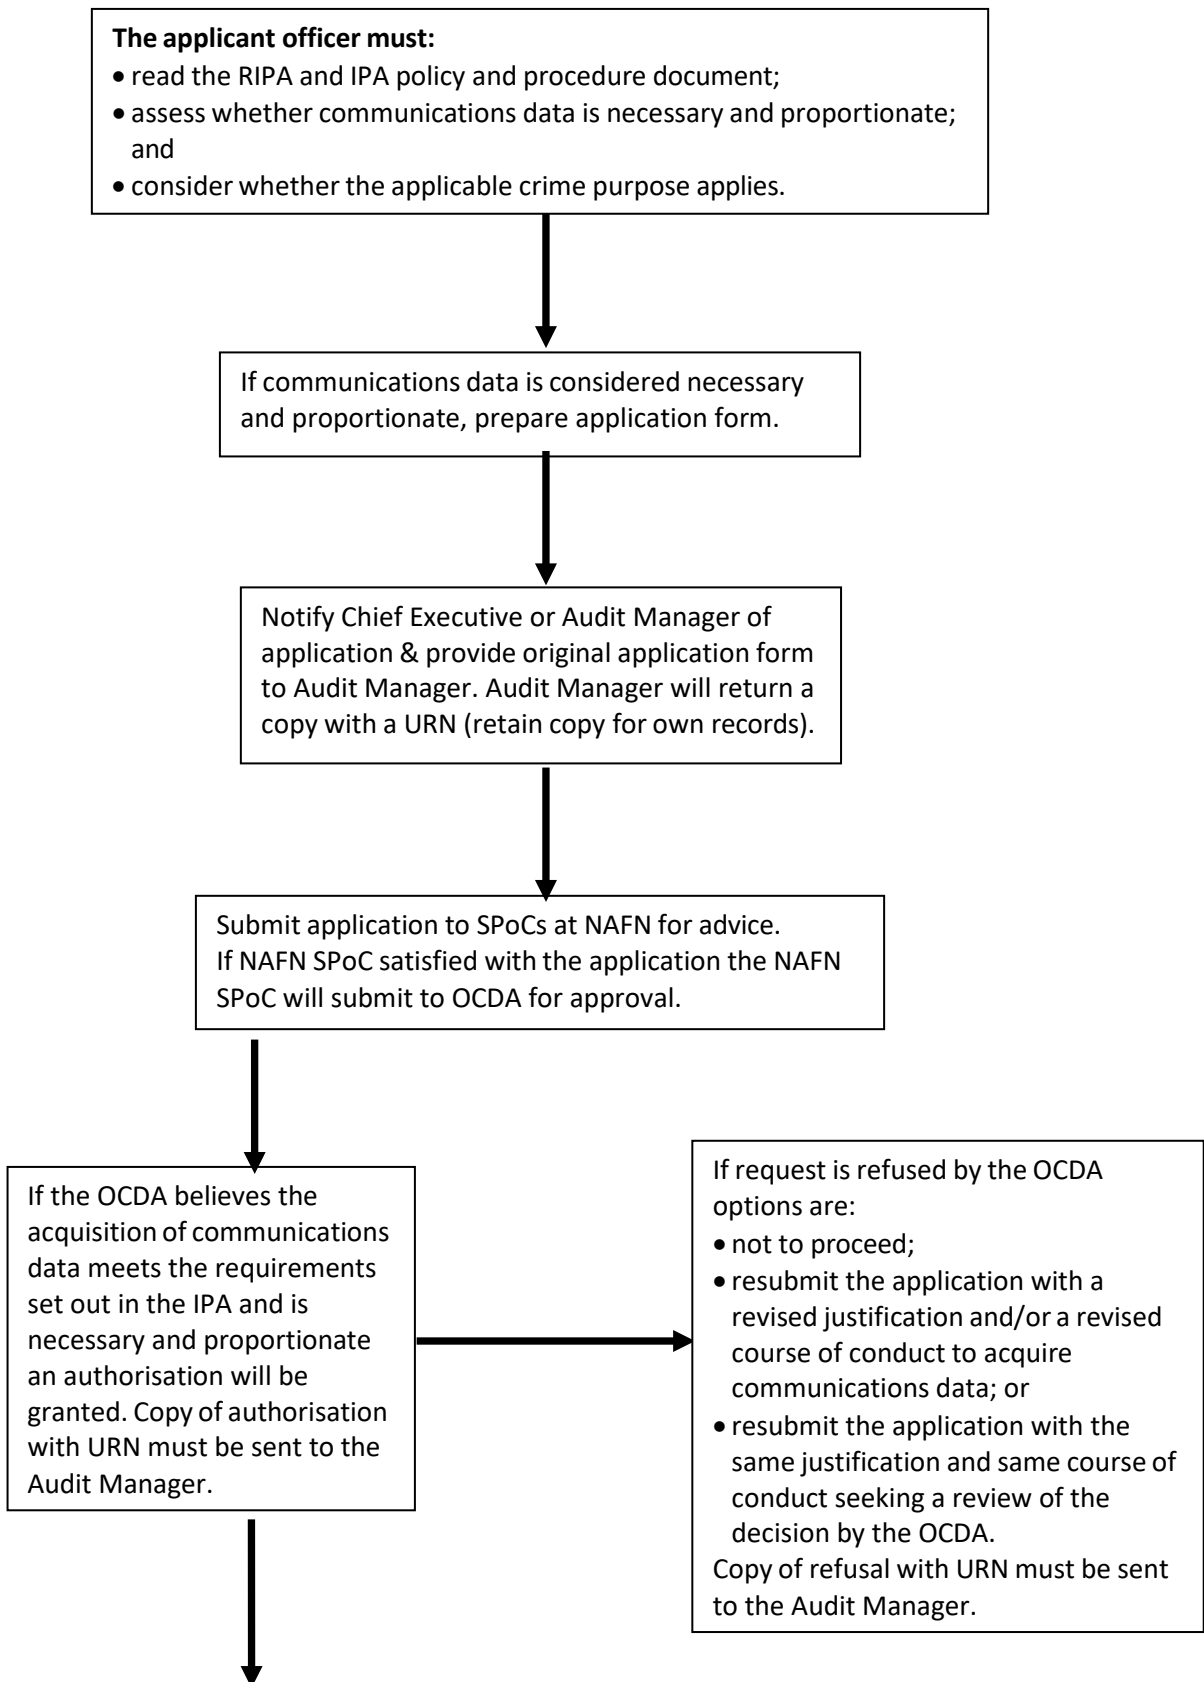 The applicant officer must:
• read the RIPA and IPA policy and procedure document;
• assess whether communications data is necessary and proportionate;
and
• consider whether the applicable crime purpose applies.
If communications data is considered necessary
and proportionate, prepare application form.
Notify Chief Executive or Audit Manager of
application & provide original application form
to Audit Manager. Audit Manager will return a
copy with a URN (retain copy for own records).
Submit application to SPoCs at NAFN for advice.
If NAFN SPoC satisfied with the application the NAFN
SPoC will submit to OCDA for approval.
If the OCDA believes the
acquisition of communications
data meets the requirements
set out in the IPA and is
necessary and proportionate
an authorisation will be
granted. Copy of authorisation
with URN must be sent to the
Audit Manager.
If request is refused by the OCDA
options are:
• not to proceed;
• resubmit the application with a
revised justification and/or a revised
course of conduct to acquire
communications data; or
• resubmit the application with the
same justification and same course of
conduct seeking a review of the
decision by the OCDA.
Copy of refusal with URN must be sent
to the Audit Manager.